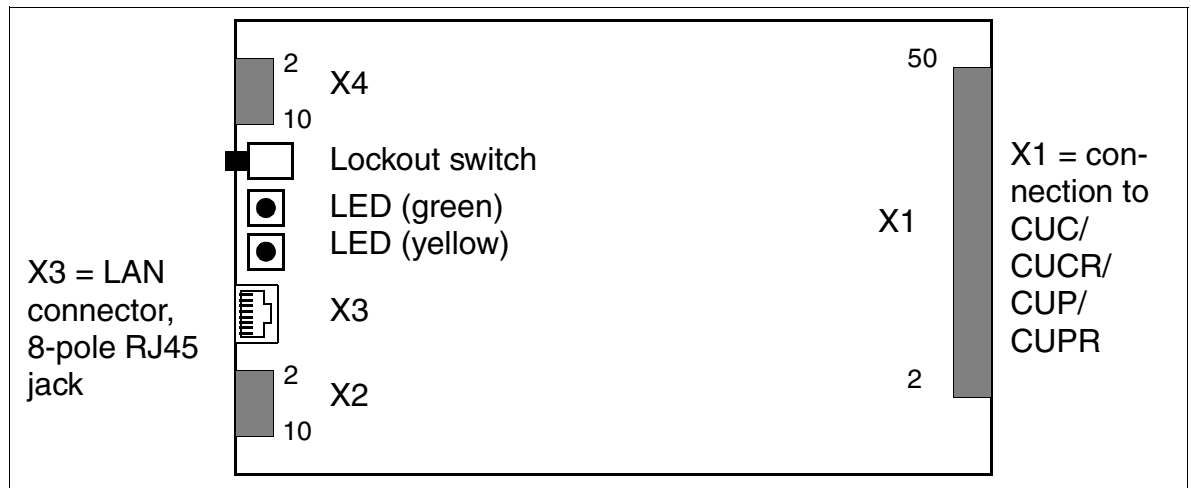 2
X4
10
Lockout switch
LED (green)
LED (yellow)
X3 = LAN
connector,
8-pole RJ45
jack
X3
2
X2
10
50
X1
2
X1 = con-
nection to
CUC/
CUCR/
CUP/
CUPR